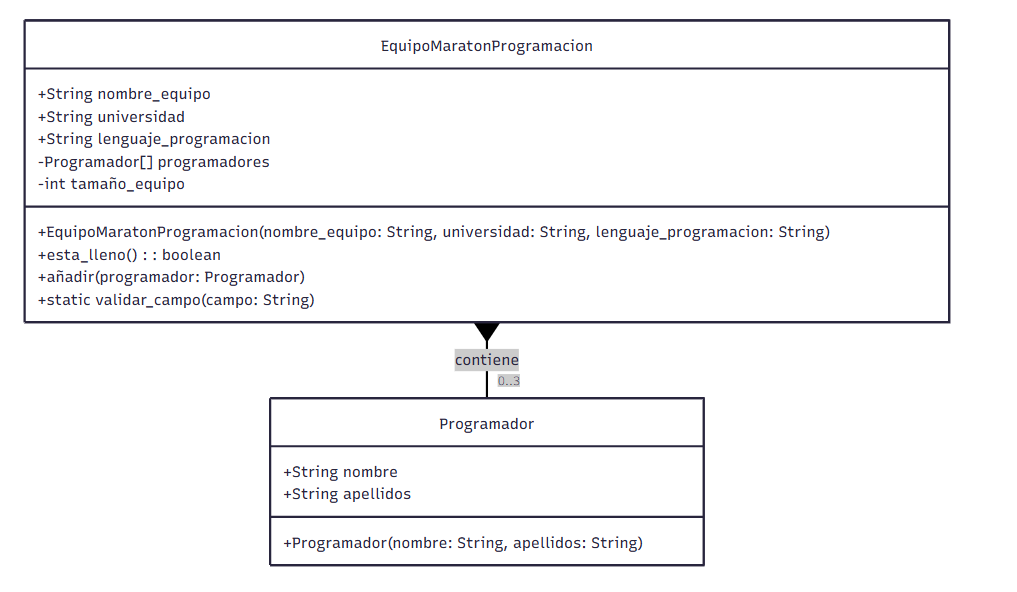 EquipoMaratonProgramacion
+String nombre_equipo
+String universidad
+String lenguaje_programacion
-Programador[] programadores
-int tamaño_equipo
+EquipoMaratonProgramacion(nombre_equipo: String, universidad: String, lenguaje_programacion: String)
+esta_lleno() : : boolean
+añadir(programador: Programador)
+static validar_campo(campo: String)
contiene
0..3
Programador
+String nombre
+String apellidos
+Programador(nombre: String, apellidos: String)